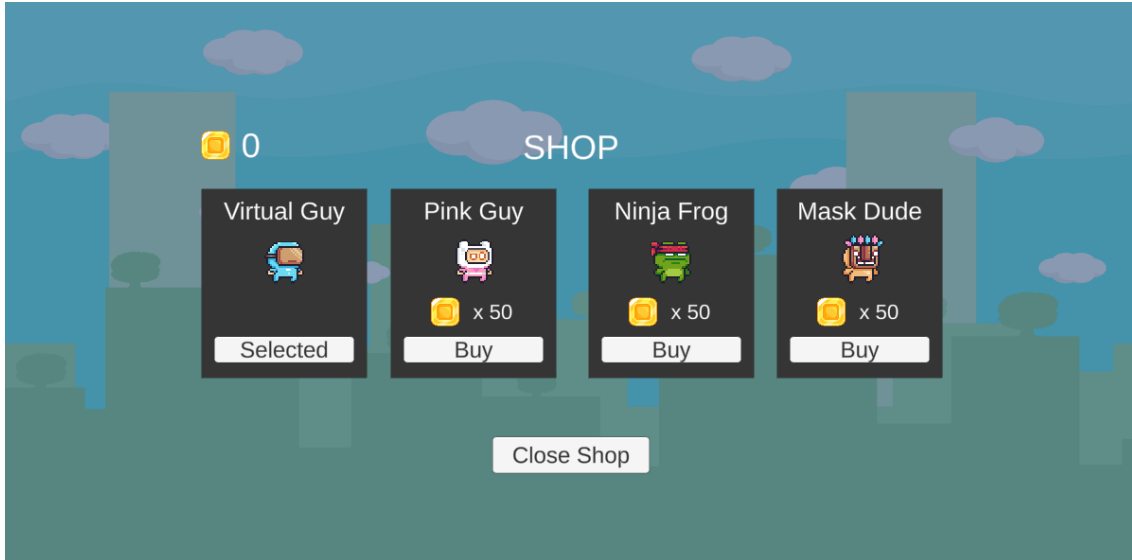 0
SHOP
Virtual Guy
Selected
Pink Guy
x 50
Buy
Ninja Frog
x 50
Buy
Mask Dude
x 50
Buy
Close Shop